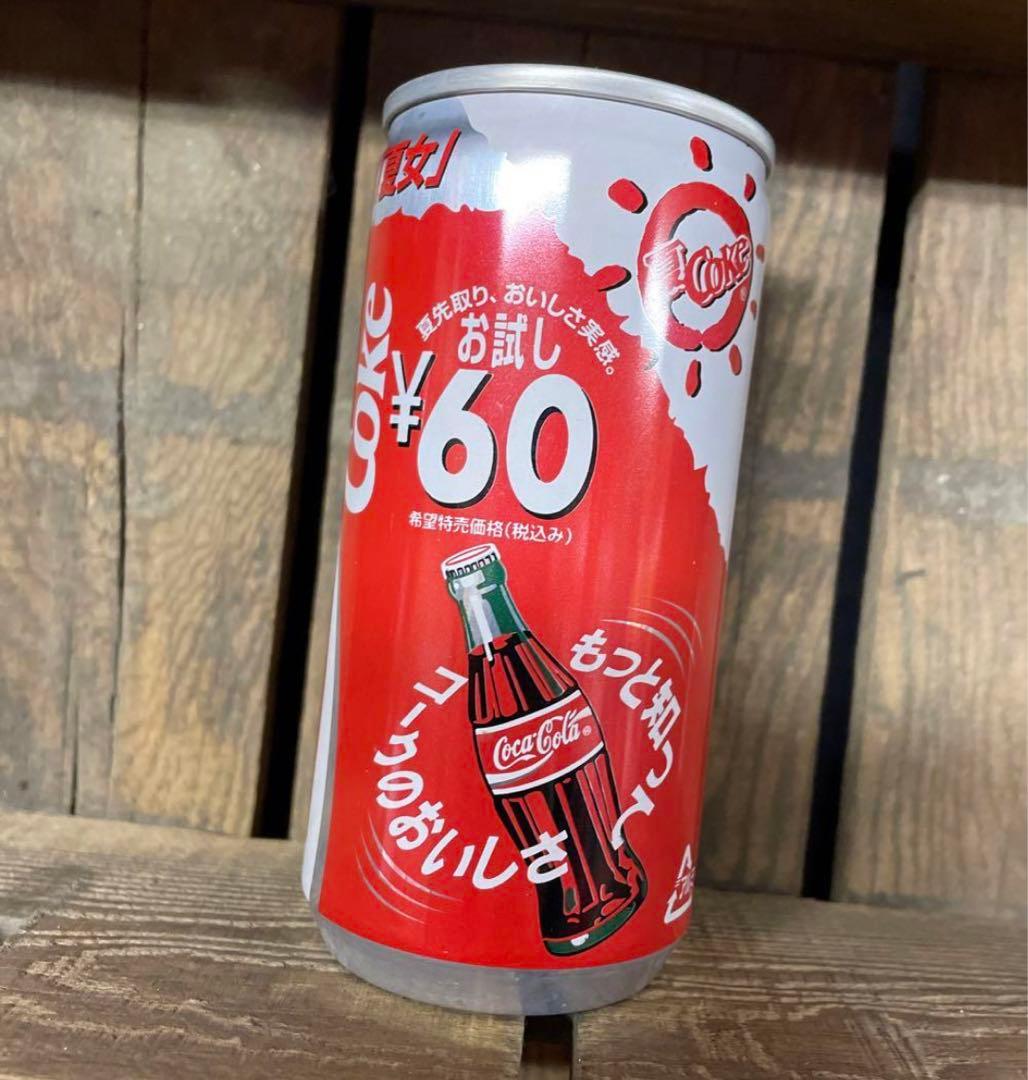 夏女」
Coke
I Coke
夏先取り、おいしさ実感。
お試し
¥60
希望特売価格(税込み)
もっと知って
コークのおいしさ
Coca-Cola®